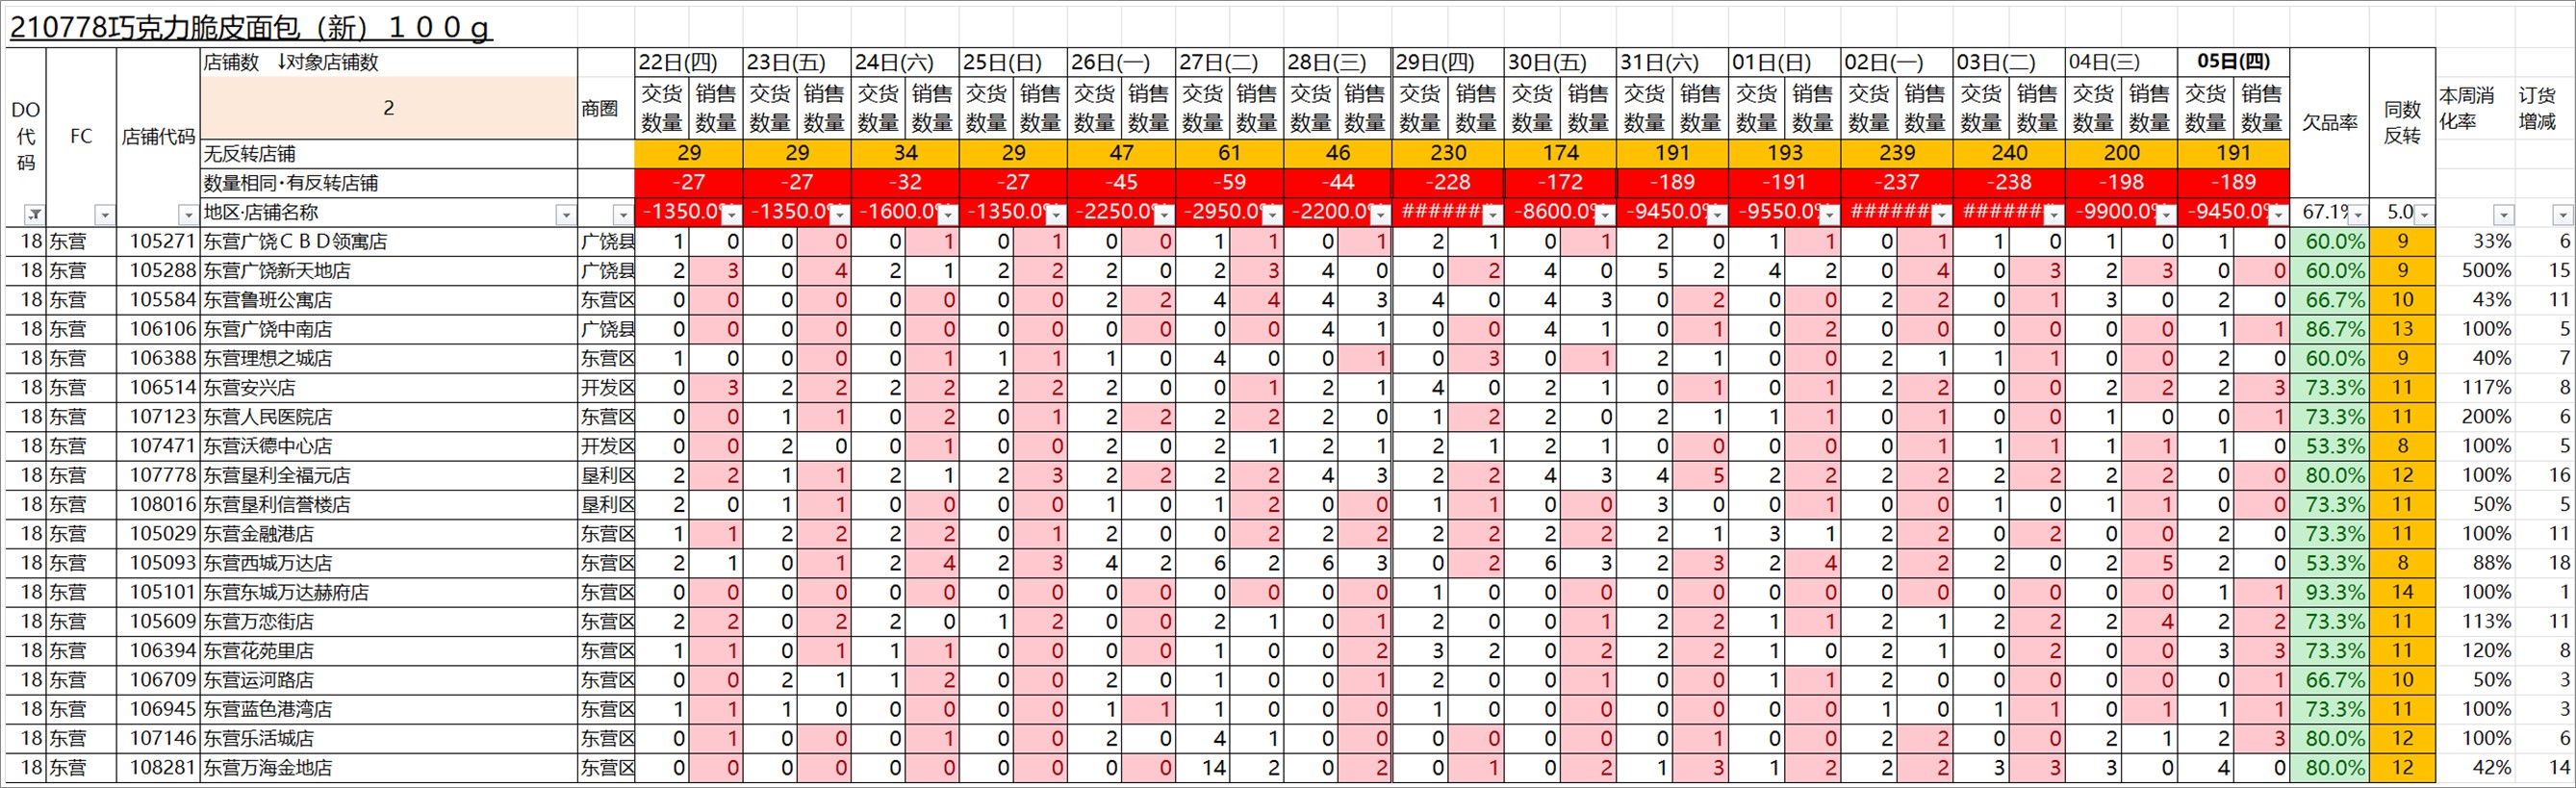 210778巧克力脆皮面包（新）１００ｇ
店铺数 ↓对象店铺数 22日(四) 23日(五) 24日(六) 25日(日) 26日(一) 27日(二) 28日(三) 29日(四) 30日(五) 31日(六) 01日(日) 02日(一) 03日(二) 04日(三) 05日(四)
DO代码 FC 店铺代码 2 商圈 交货数量 销售数量 交货数量 销售数量 交货数量 销售数量 交货数量 销售数量 交货数量 销售数量 交货数量 销售数量 交货数量 销售数量 交货数量 销售数量 交货数量 销售数量 交货数量 销售数量 交货数量 销售数量 交货数量 销售数量 交货数量 销售数量 交货数量 销售数量 交货数量 销售数量 欠品率 同数反转 本周消化率 订货增减
无反转店铺 29 29 34 29 47 61 46 230 174 191 193 239 240 200 191
数量相同·有反转店铺 -27 -27 -32 -27 -45 -59 -44 -228 -172 -189 -191 -237 -238 -198 -189
地区·店铺名称 -1350.0% -1350.0% -1600.0% -1350.0% -2250.0% -2950.0% -2200.0% ###### -8600.0% -9450.0% -9550.0% ###### ###### -9900.0% -9450.0% 67.1% 5.0
18 东营 105271 东营广饶ＣＢＤ领寓店 广饶县 1 0 0 0 0 1 0 1 0 0 1 1 0 1 2 1 0 1 2 0 1 1 0 1 1 0 1 0 1 0 60.0% 9 33% 6
18 东营 105288 东营广饶新天地店 广饶县 2 3 0 4 2 1 2 2 2 0 2 3 4 0 0 2 4 0 5 2 4 2 0 4 0 3 2 3 0 0 60.0% 9 500% 15
18 东营 105584 东营鲁班公寓店 东营区 0 0 0 0 0 0 0 0 2 2 4 4 4 3 4 0 4 3 0 2 0 0 2 2 0 1 3 0 2 0 66.7% 10 43% 11
18 东营 106106 东营广饶中南店 广饶县 0 0 0 0 0 0 0 0 0 0 0 0 4 1 0 0 4 1 0 1 0 2 0 0 0 0 0 0 1 1 86.7% 13 100% 5
18 东营 106388 东营理想之城店 东营区 1 0 0 0 0 1 1 1 1 0 4 0 0 1 0 3 0 1 2 1 0 0 2 1 1 1 0 0 2 0 60.0% 9 40% 7
18 东营 106514 东营安兴店 开发区 0 3 2 2 2 2 2 2 2 0 0 1 2 1 4 0 2 1 0 1 0 1 2 2 0 0 2 2 2 3 73.3% 11 117% 8
18 东营 107123 东营人民医院店 东营区 0 0 1 1 0 2 0 1 2 2 2 2 2 0 1 2 2 0 2 1 1 1 0 1 0 0 1 0 0 1 73.3% 11 200% 6
18 东营 107471 东营沃德中心店 开发区 0 0 2 0 0 1 0 0 2 0 2 1 2 1 2 1 2 1 0 0 0 0 0 1 1 1 1 1 1 0 53.3% 8 100% 5
18 东营 107778 东营垦利全福元店 垦利区 2 2 1 1 2 1 2 3 2 2 2 2 4 3 2 2 4 3 4 5 2 2 2 2 2 2 2 2 0 0 80.0% 12 100% 16
18 东营 108016 东营垦利信誉楼店 垦利区 2 0 1 1 0 0 0 0 1 0 1 2 0 0 1 1 0 0 3 0 0 1 0 0 1 0 1 1 0 0 73.3% 11 50% 5
18 东营 105029 东营金融港店 东营区 1 1 2 2 2 2 0 1 2 0 0 2 2 2 2 2 2 2 2 1 3 1 2 2 0 2 0 0 2 0 73.3% 11 100% 11
18 东营 105093 东营西城万达店 东营区 2 1 0 1 2 4 2 3 4 2 6 2 6 3 0 2 6 3 2 3 2 4 2 2 2 0 2 5 2 0 53.3% 8 88% 18
18 东营 105101 东营东城万达赫府店 东营区 0 0 0 0 0 0 0 0 0 0 0 0 0 0 1 0 0 0 0 0 0 0 0 0 0 0 0 0 1 1 93.3% 14 100% 1
18 东营 105609 东营万恋街店 东营区 2 2 0 2 2 0 1 2 0 0 2 1 0 1 2 0 0 1 2 2 1 1 2 1 2 2 2 4 2 2 73.3% 11 113% 11
18 东营 106394 东营花苑里店 东营区 1 1 0 1 1 1 0 0 0 0 1 0 0 2 3 2 0 2 2 2 1 0 2 1 0 2 0 0 3 3 73.3% 11 120% 8
18 东营 106709 东营运河路店 东营区 0 0 2 1 1 2 0 0 2 0 1 0 0 1 2 0 0 1 0 0 1 1 2 0 0 0 0 0 0 1 66.7% 10 50% 3
18 东营 106945 东营蓝色港湾店 东营区 1 1 1 0 0 0 0 0 1 1 1 0 0 0 1 0 0 0 0 0 0 0 1 0 1 1 0 1 1 1 73.3% 11 100% 3
18 东营 107146 东营乐活城店 东营区 0 1 0 0 0 1 0 0 2 0 4 1 0 0 0 0 0 0 0 1 0 0 2 2 0 0 2 1 2 3 80.0% 12 100% 6
18 东营 108281 东营万海金地店 东营区 0 0 0 0 0 0 0 0 0 0 14 2 0 2 0 1 0 2 1 3 1 2 2 2 3 3 3 0 4 0 80.0% 12 42% 14